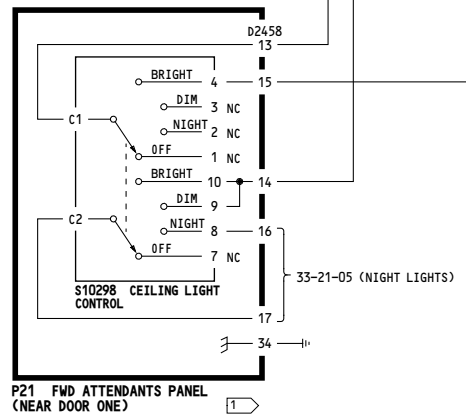 D2458
13
BRIGHT 4 15
DIM 3 NC
C1
NIGHT 2 NC
OFF 1 NC
BRIGHT 10 14
DIM 9
C2
NIGHT 8 16
OFF 7 NC
33-21-05 (NIGHT LIGHTS)
S10298 CEILING LIGHT
CONTROL
17
34
P21 FWD ATTENDANTS PANEL
(NEAR DOOR ONE) 1